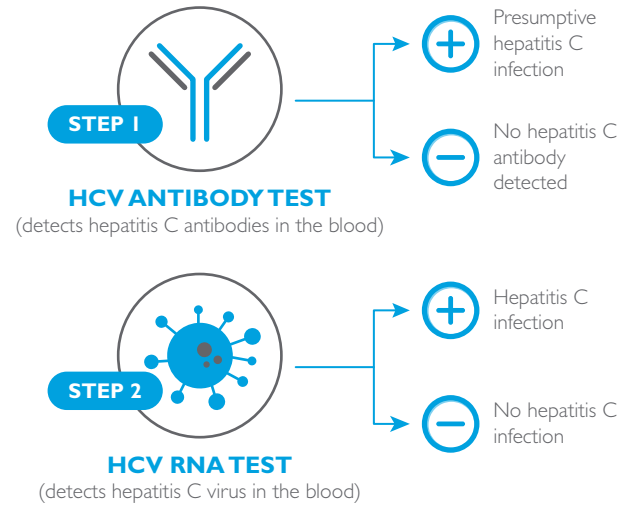 Presumptive
hepatitis C
infection
STEP 1
No hepatitis C
antibody
detected
HCV ANTIBODY TEST
(detects hepatitis C antibodies in the blood)
Hepatitis C
infection
STEP 2
No hepatitis C
infection
HCV RNA TEST
(detects hepatitis C virus in the blood)